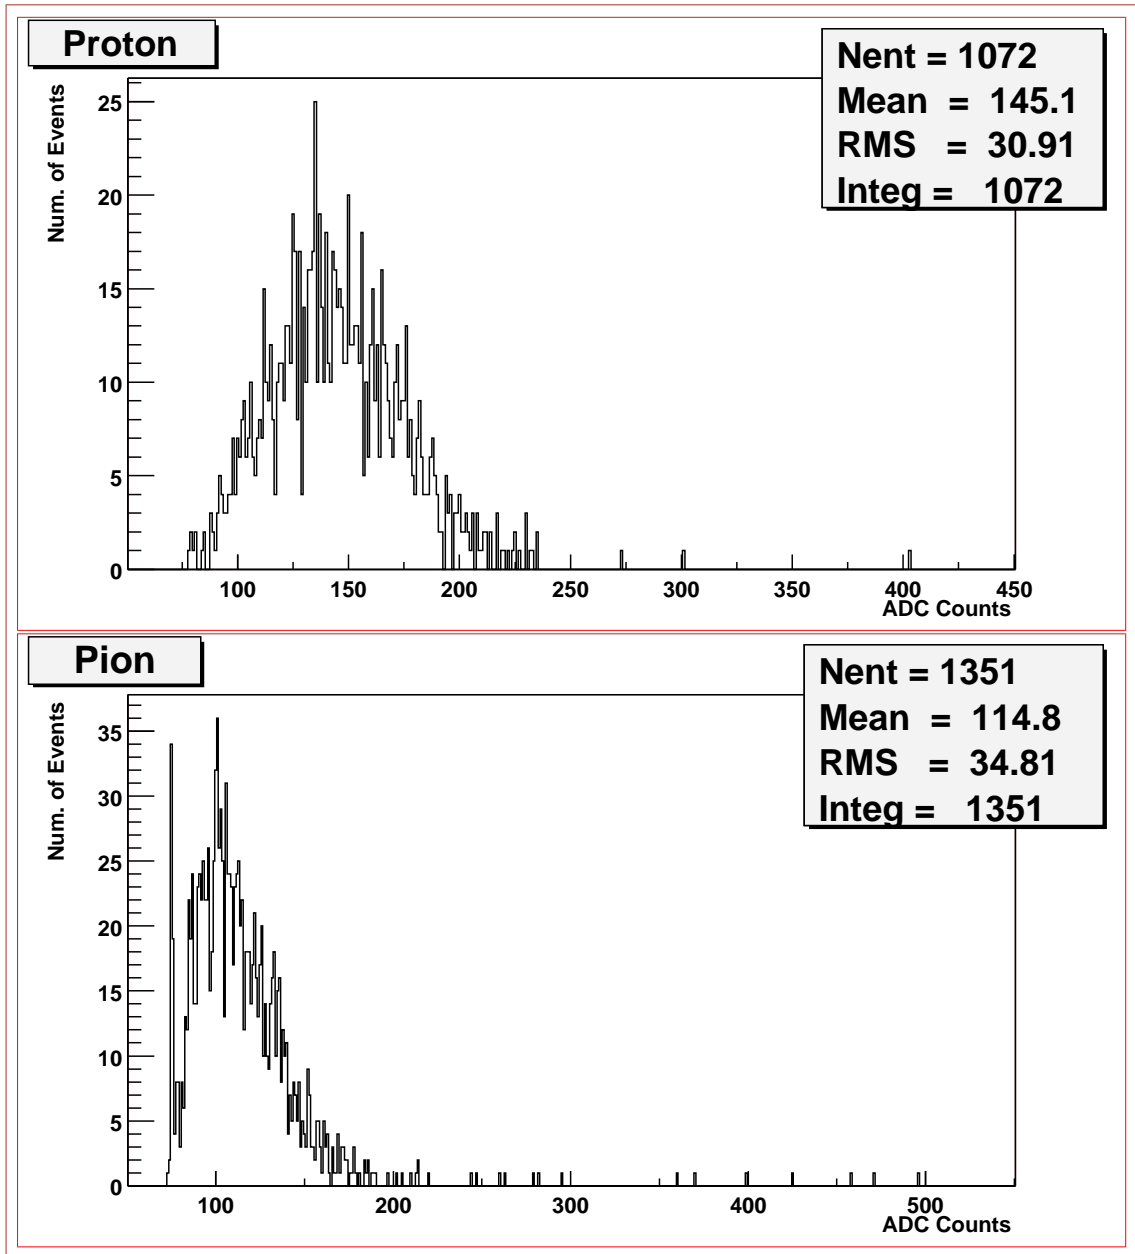 Proton
Nent = 1072
Mean = 145.1
RMS = 30.91
Integ = 1072
Num. of Events
25
20
15
10
5
0
100 150 200 250 300 350 400 450
ADC Counts
Pion
Nent = 1351
Mean = 114.8
RMS = 34.81
Integ = 1351
Num. of Events
35
30
25
20
15
10
5
0
100 200 300 400 500
ADC Counts